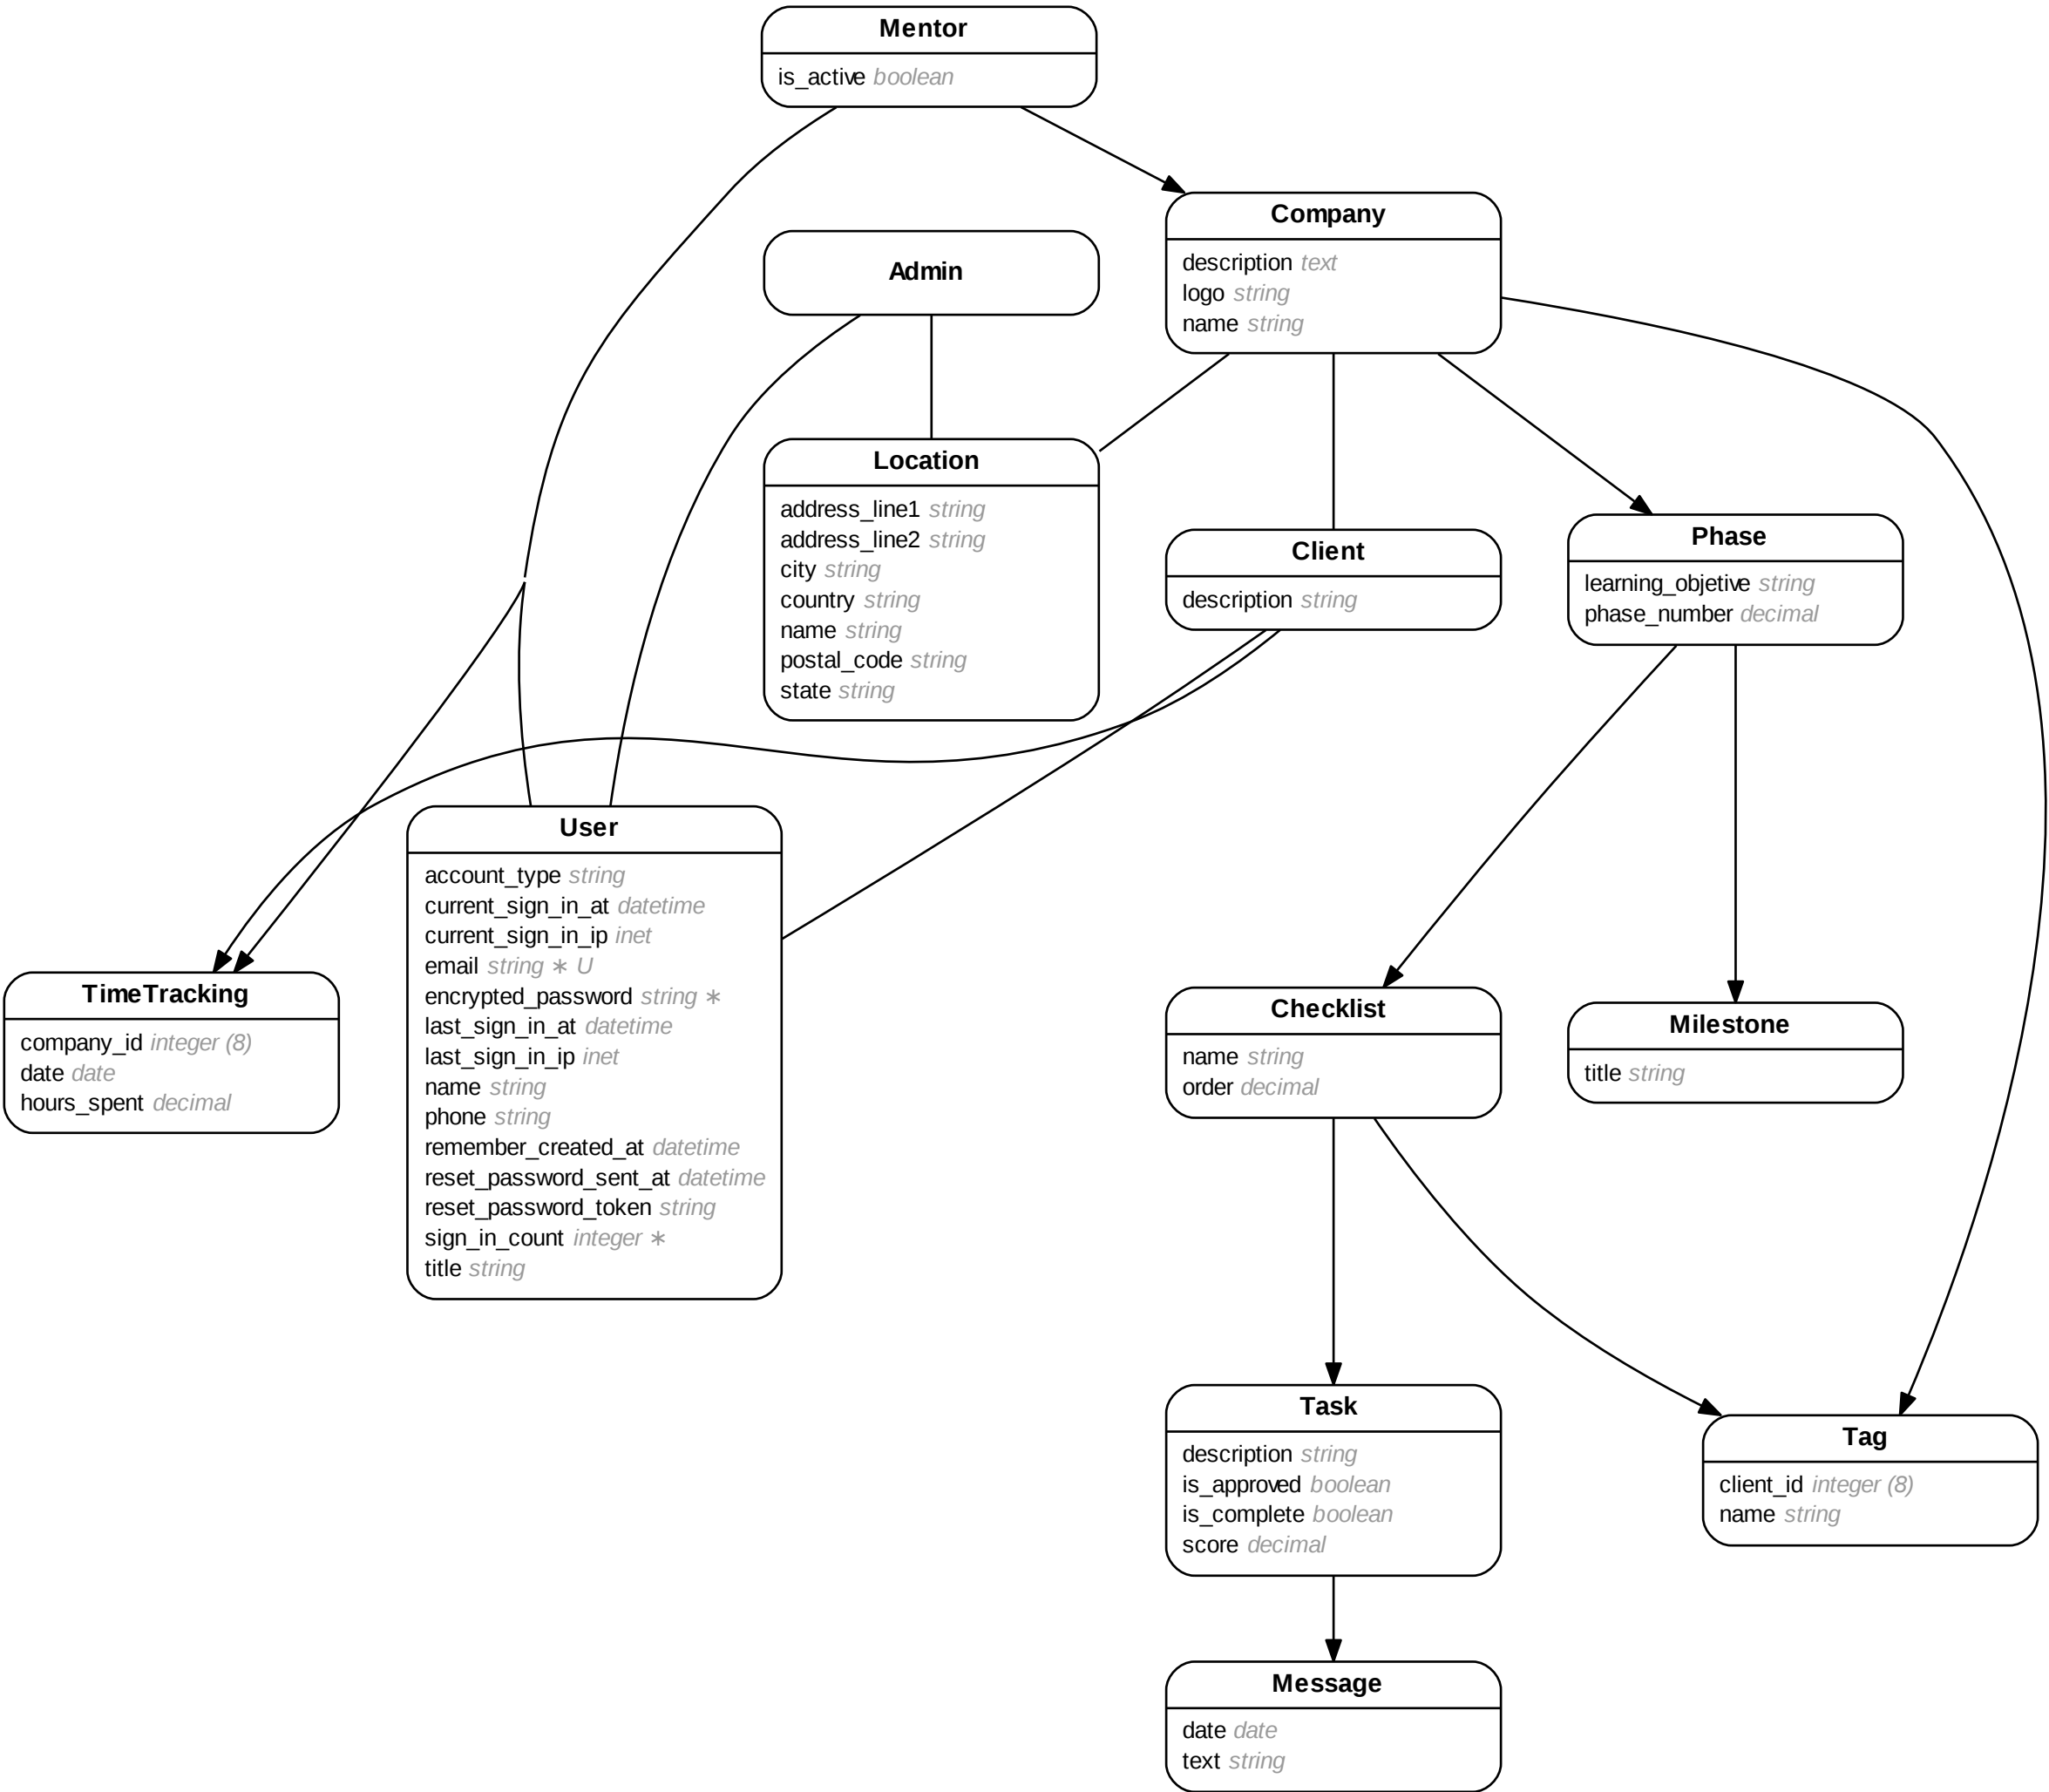 Mentor
is_active boolean
Company
description text
logo string
name string
Admin
Location
address_line1 string
address_line2 string
city string
country string
name string
postal_code string
state string
Client
description string
Phase
learning_objetive string
phase_number decimal
User
account_type string
current_sign_in_at datetime
current_sign_in_ip inet
email string ∗ U
encrypted_password string ∗
last_sign_in_at datetime
last_sign_in_ip inet
name string
phone string
remember_created_at datetime
reset_password_sent_at datetime
reset_password_token string
sign_in_count integer ∗
title string
TimeTracking
company_id integer (8)
date date
hours_spent decimal
Checklist
name string
order decimal
Milestone
title string
Task
description string
is_approved boolean
is_complete boolean
score decimal
Tag
client_id integer (8)
name string
Message
date date
text string